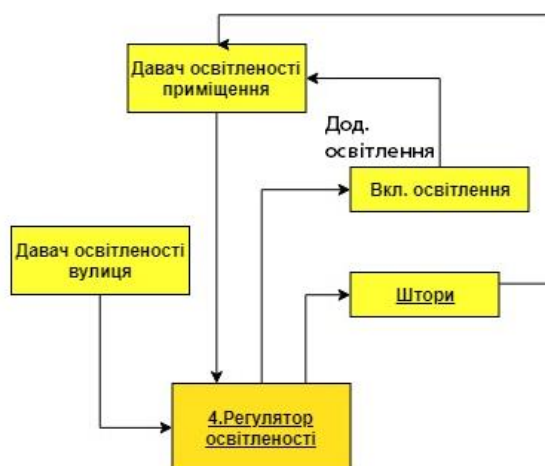 Давач освітленості
приміщення
Дод.
освітлення
Вкл. освітлення
Давач освітленості
вулиця
Штори
4.Регулятор
освітленості